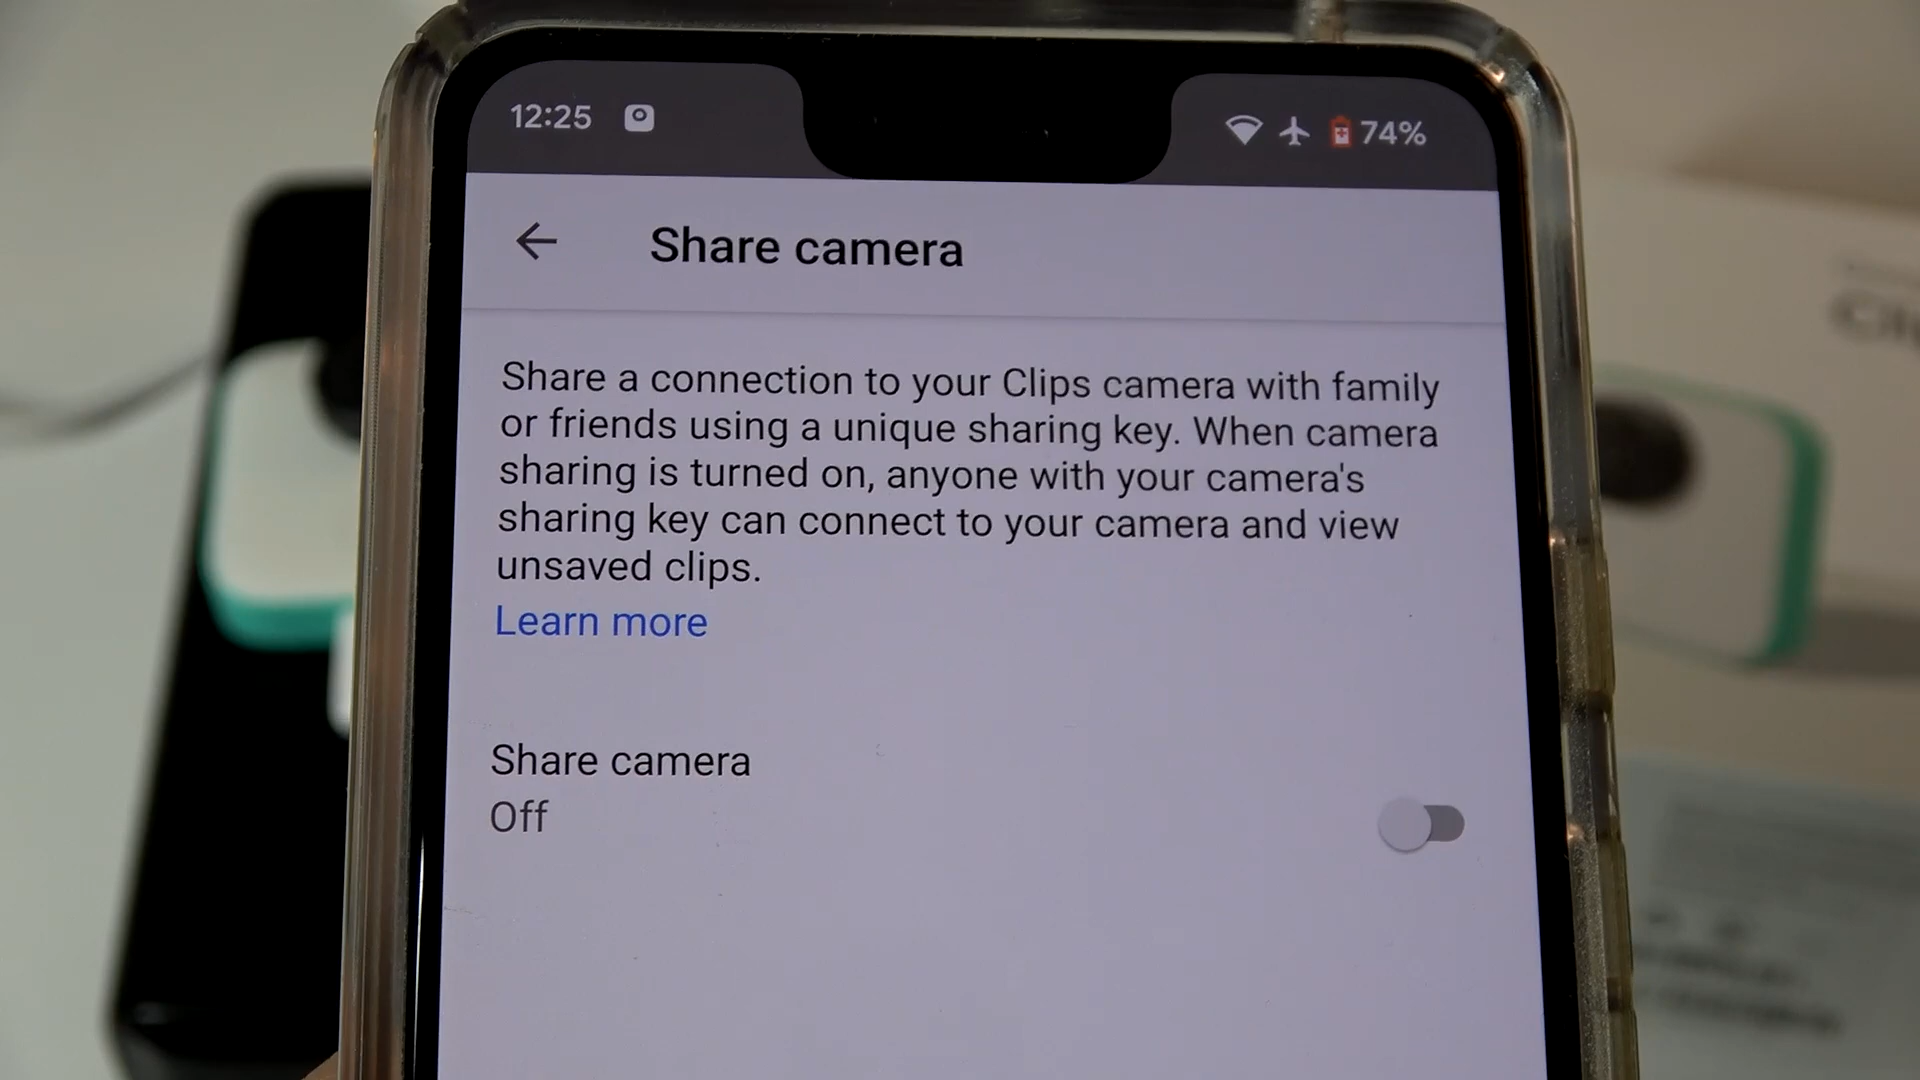 12:25
74%
Share camera
Share a connection to your Clips camera with family
or friends using a unique sharing key. When camera
sharing is turned on, anyone with your camera's
sharing key can connect to your camera and view
unsaved clips.
Learn more
Share camera
Off